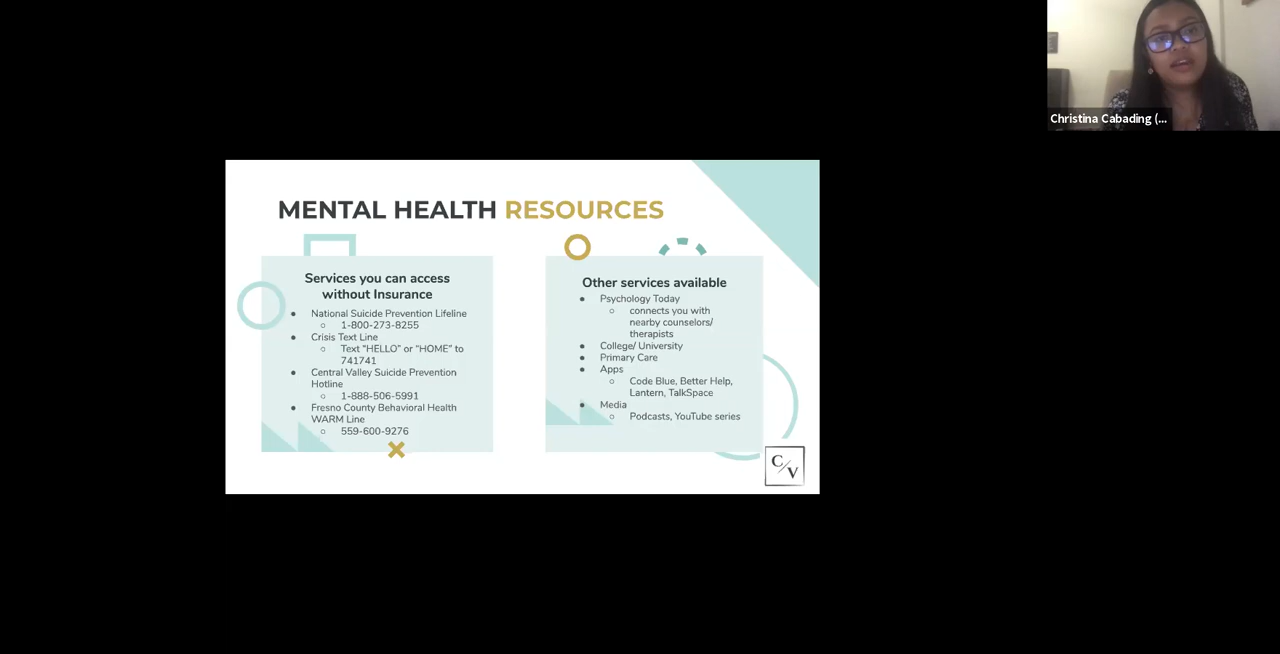 Christina Cabading (...
MENTAL HEALTH RESOURCES
Services you can access
without Insurance
● National Suicide Prevention Lifeline
○ 1-800-273-8255
● Crisis Text Line
○ Text "HELLO" or "HOME" to
741741
● Central Valley Suicide Prevention
Hotline
○ 1-888-506-5991
● Fresno County Behavioral Health
WARM Line
○ 559-600-9276
Other services available
● Psychology Today
○ connects you with
nearby counselors/
therapists
● College/ University
● Primary Care
● Apps
○ Code Blue, Better Help,
Lantern, TalkSpace
● Media
○ Podcasts, YouTube series
C/V